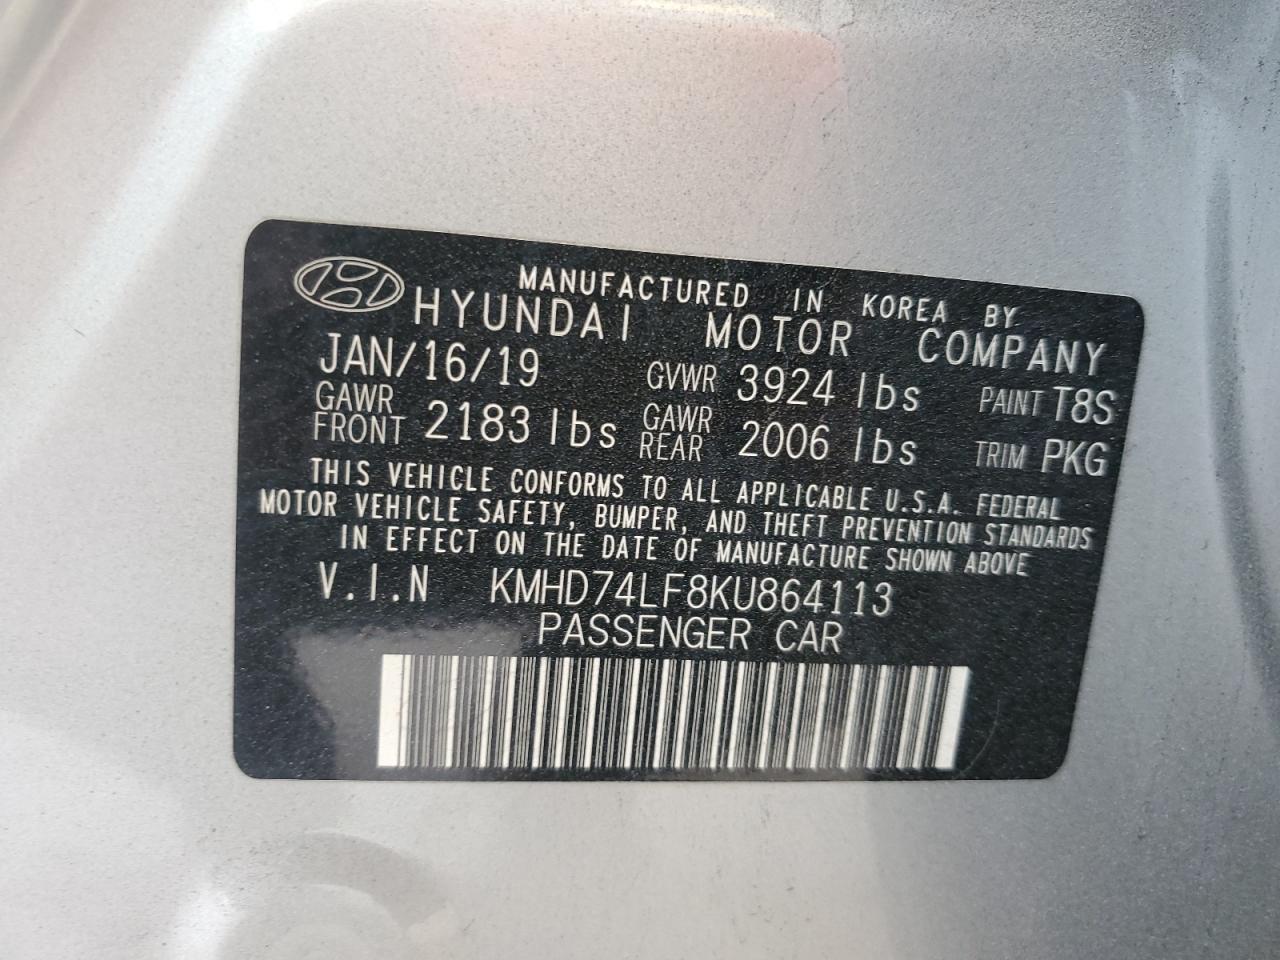 MANUFACTURED IN KOREA BY
HYUNDAI MOTOR COMPANY
JAN/16/19 GVWR 3924 lbs PAINT T8S
GAWR FRONT 2183 lbs GAWR REAR 2006 lbs TRIM PKG
THIS VEHICLE CONFORMS TO ALL APPLICABLE U.S.A. FEDERAL
MOTOR VEHICLE SAFETY, BUMPER, AND THEFT PREVENTION STANDARDS
IN EFFECT ON THE DATE OF MANUFACTURE SHOWN ABOVE
V.I.N KMHD74LF8KU864113
PASSENGER CAR